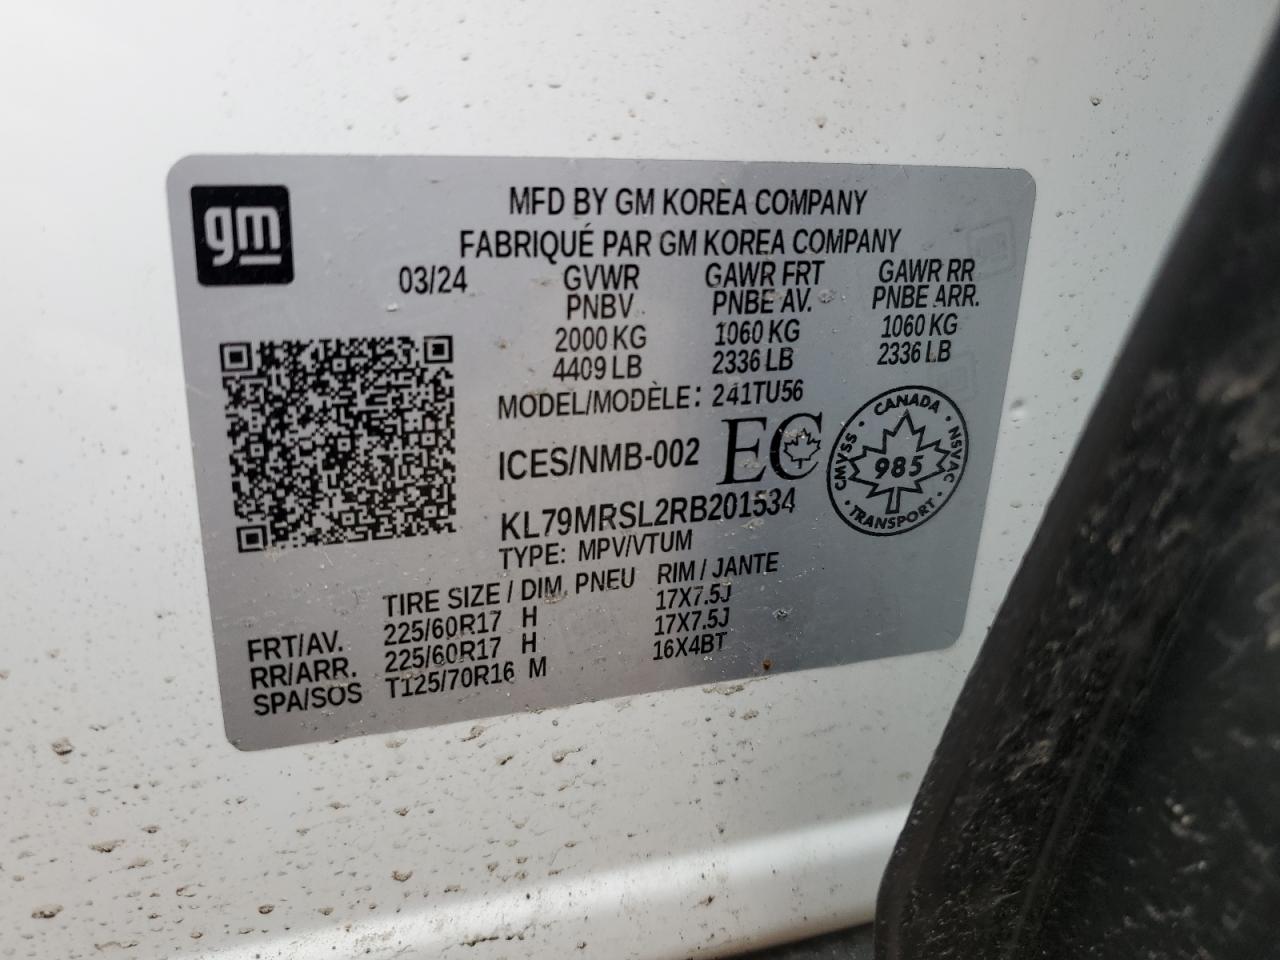 gm
MFD BY GM KOREA COMPANY
FABRIQUÉ PAR GM KOREA COMPANY
03/24 GVWR GAWR FRT GAWR RR
PNBV PNBE AV. PNBE ARR.
2000 KG 1060 KG 1060 KG
4409 LB 2336 LB 2336 LB
MODEL/MODÈLE: 241TU56
ICES/NMB-002 EC
CANADA
CMVSS 985 NSVAC
TRANSPORT
KL79MRSL2RB201534
TYPE: MPV/VTUM
TIRE SIZE / DIM. PNEU RIM / JANTE
FRT/AV. 225/60R17 H 17X7.5J
RR/ARR. 225/60R17 H 17X7.5J
SPA/SOS T125/70R16 M 16X4BT